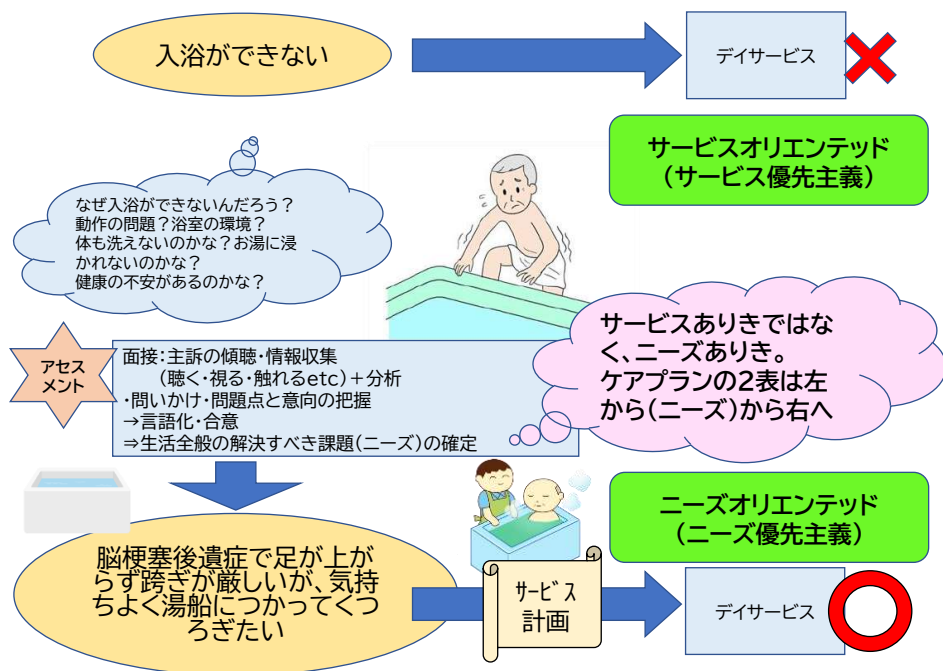 入浴ができない
デイサービス
サービスオリエンテッド
(サービス優先主義)
なぜ入浴ができないんだろう?
動作の問題?浴室の環境?
体も洗えないのかな?お湯に浸
かれないのかな?
健康の不安があるのかな?
サービスありきではな
く、ニーズありき。
ケアプランの2表は左
から(ニーズ)から右へ
アセス
メント
面接:主訴の傾聴・情報収集
(聴く・視る・触れるetc)+分析
・問いかけ・問題点と意向の把握
→言語化・合意
⇒生活全般の解決すべき課題(ニーズ)の確定
ニーズオリエンテッド
(ニーズ優先主義)
脳梗塞後遺症で足が上が
らず跨ぎが厳しいが、気持
ちよく湯船につかってくつ
ろぎたい
サービス
計画
デイサービス